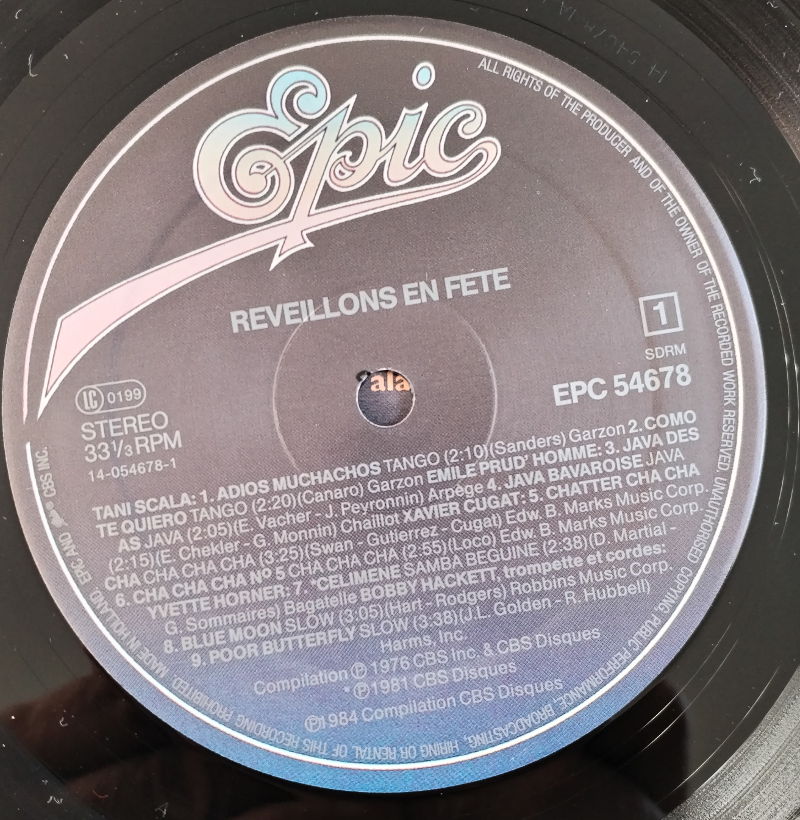 Epic
REVEILLONS EN FETE
1
SDRM
EPC 54678
LC 0199
STEREO
33 1/3 RPM
14-054678-1
TANI SCALA: 1. ADIOS MUCHACHOS TANGO (2:10)(Sanders) Garzon 2. COMO
TE QUIERO TANGO (2:20)(Canaro) Garzon EMILE PRUD' HOMME: 3. JAVA DES
AS JAVA (2:05)(E. Vacher - J. Peyronnin) Arpège 4. JAVA BAVAROISE JAVA
(2:15)(E. Chekler - G. Monnin) Chaillot XAVIER CUGAT: 5. CHATTER CHA CHA
CHA CHA CHA CHA (3:25)(Swan - Gutierrez - Cugat) Edw. B. Marks Music Corp.
6. CHA CHA CHA Nº 5 CHA CHA CHA (2:55)(Loco) Edw. B. Marks Music Corp.
YVETTE HORNER: 7. *CELIMENE SAMBA BEGUINE (2:38)(D. Martial -
G. Sommaires) Bagatelle BOBBY HACKETT, trompette et cordes:
8. BLUE MOON SLOW (3:05)(Hart - Rodgers) Robbins Music Corp.
9. POOR BUTTERFLY SLOW (3:38)(J.L. Golden - R. Hubbell)
Harms, Inc.
Compilation ℗ 1976 CBS Inc. & CBS Disques
* ℗ 1981 CBS Disques
℗ 1984 Compilation CBS Disques
ALL RIGHTS OF THE PRODUCER AND OF THE OWNER OF THE RECORDED WORK RESERVED. UNAUTHORISED COPYING, PUBLIC PERFORMANCE, BROADCASTING, HIRING OR RENTAL OF THIS RECORDING PROHIBITED. MADE IN HOLLAND. EPIC AND ARE CBS INC.
ala